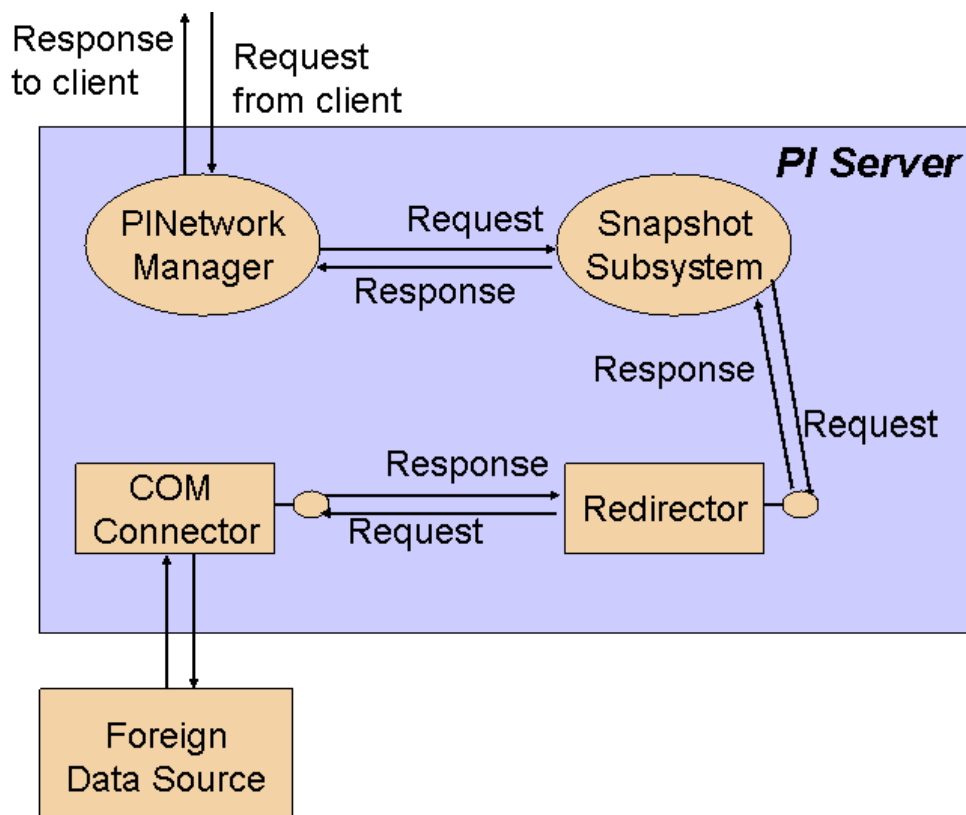 Response
to client
Request
from client
PI Server
PINetwork
Manager
Request
Response
Snapshot
Subsystem
Response
Request
COM
Connector
Response
Request
Redirector
Foreign
Data Source